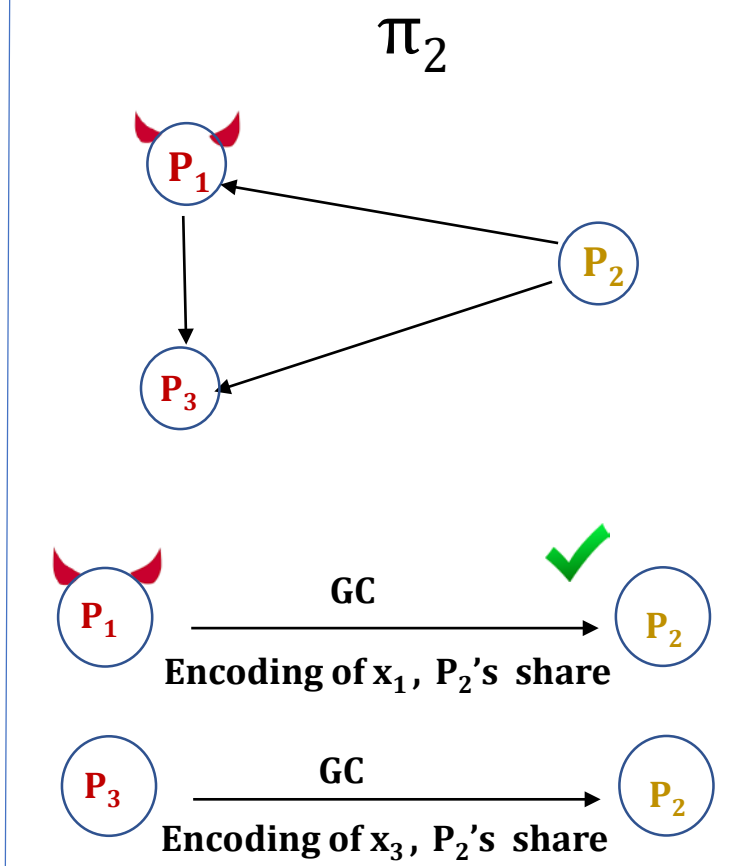 π₂
P₁
P₂
P₃
GC
P₁
P₂
Encoding of x₁, P₂'s share
GC
P₃
P₂
Encoding of x₃, P₂'s share